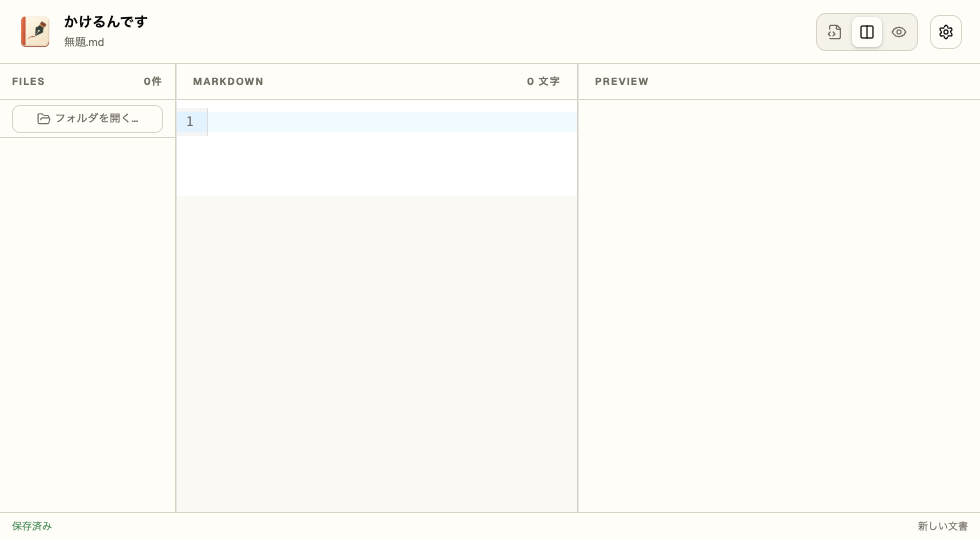 かけるんです
無題.md
FILES 0件
MARKDOWN 0 文字
PREVIEW
フォルダを開く…
1
保存済み
新しい文書